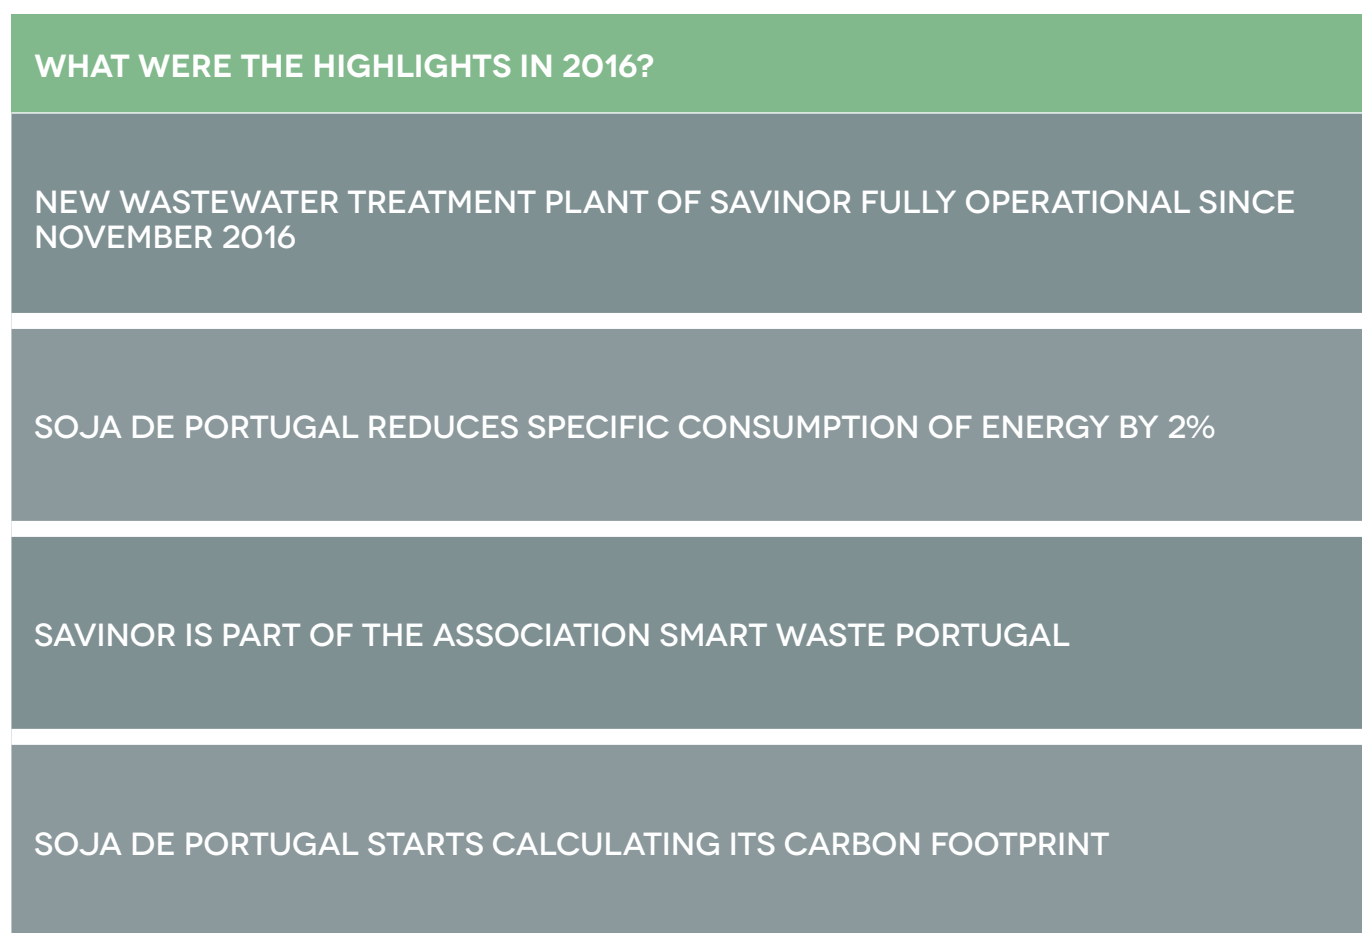 WHAT WERE THE HIGHLIGHTS IN 2016?
NEW WASTEWATER TREATMENT PLANT OF SAVINOR FULLY OPERATIONAL SINCE
NOVEMBER 2016
SOJA DE PORTUGAL REDUCES SPECIFIC CONSUMPTION OF ENERGY BY 2%
SAVINOR IS PART OF THE ASSOCIATION SMART WASTE PORTUGAL
SOJA DE PORTUGAL STARTS CALCULATING ITS CARBON FOOTPRINT